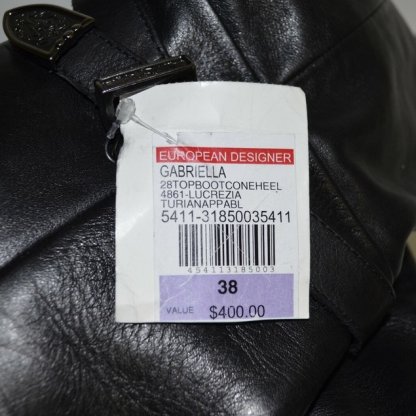 EUROPEAN DESIGNER
GABRIELLA
28TOPBOOTCONEHEEL
4861-LUCREZIA
TURIANAPPABL
5411-31850035411
454113185003
38
VALUE $400.00